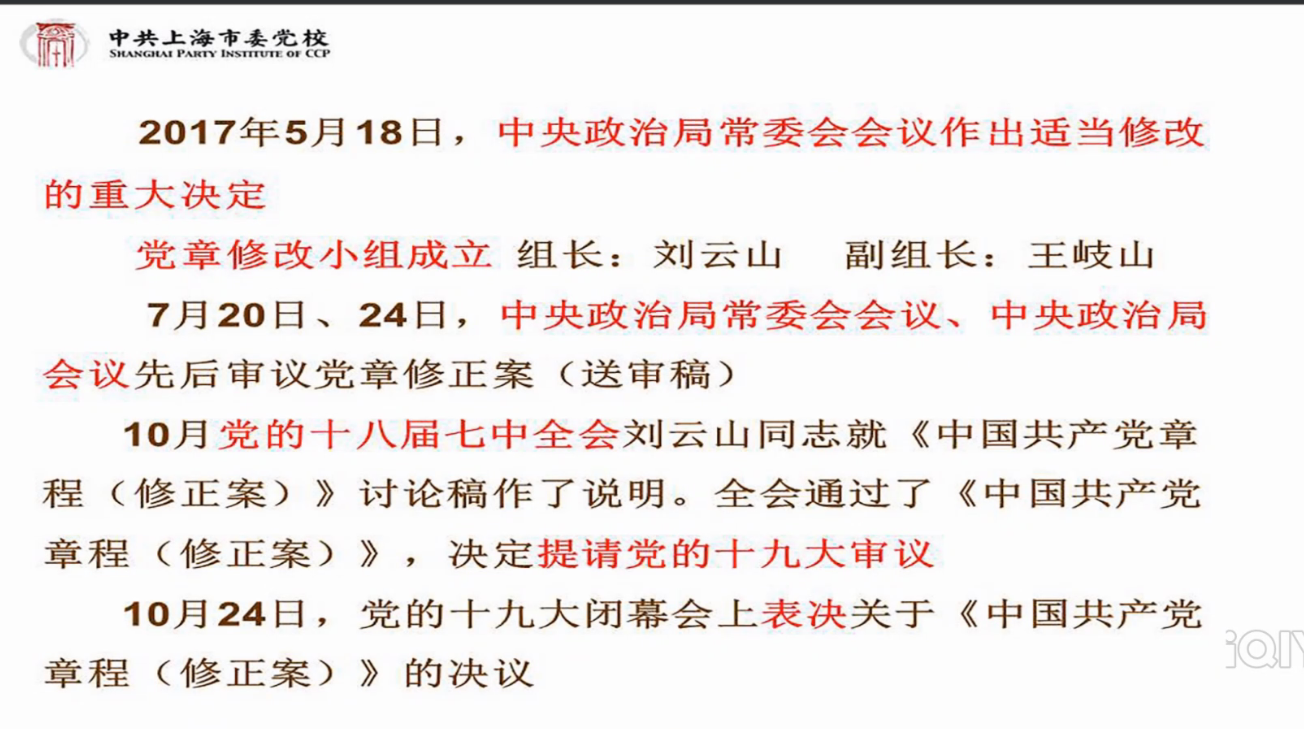 中共上海市委党校
SHANGHAI PARTY INSTITUTE OF CCP
2017年5月18日，中央政治局常委会会议作出适当修改
的重大决定
党章修改小组成立 组长：刘云山 副组长：王岐山
7月20日、24日，中央政治局常委会会议、中央政治局
会议先后审议党章修正案（送审稿）
10月党的十八届七中全会刘云山同志就《中国共产党章
程（修正案）》讨论稿作了说明。全会通过了《中国共产党
章程（修正案）》，决定提请党的十九大审议
10月24日，党的十九大闭幕会上表决关于《中国共产党
章程（修正案）》的决议
iQIY